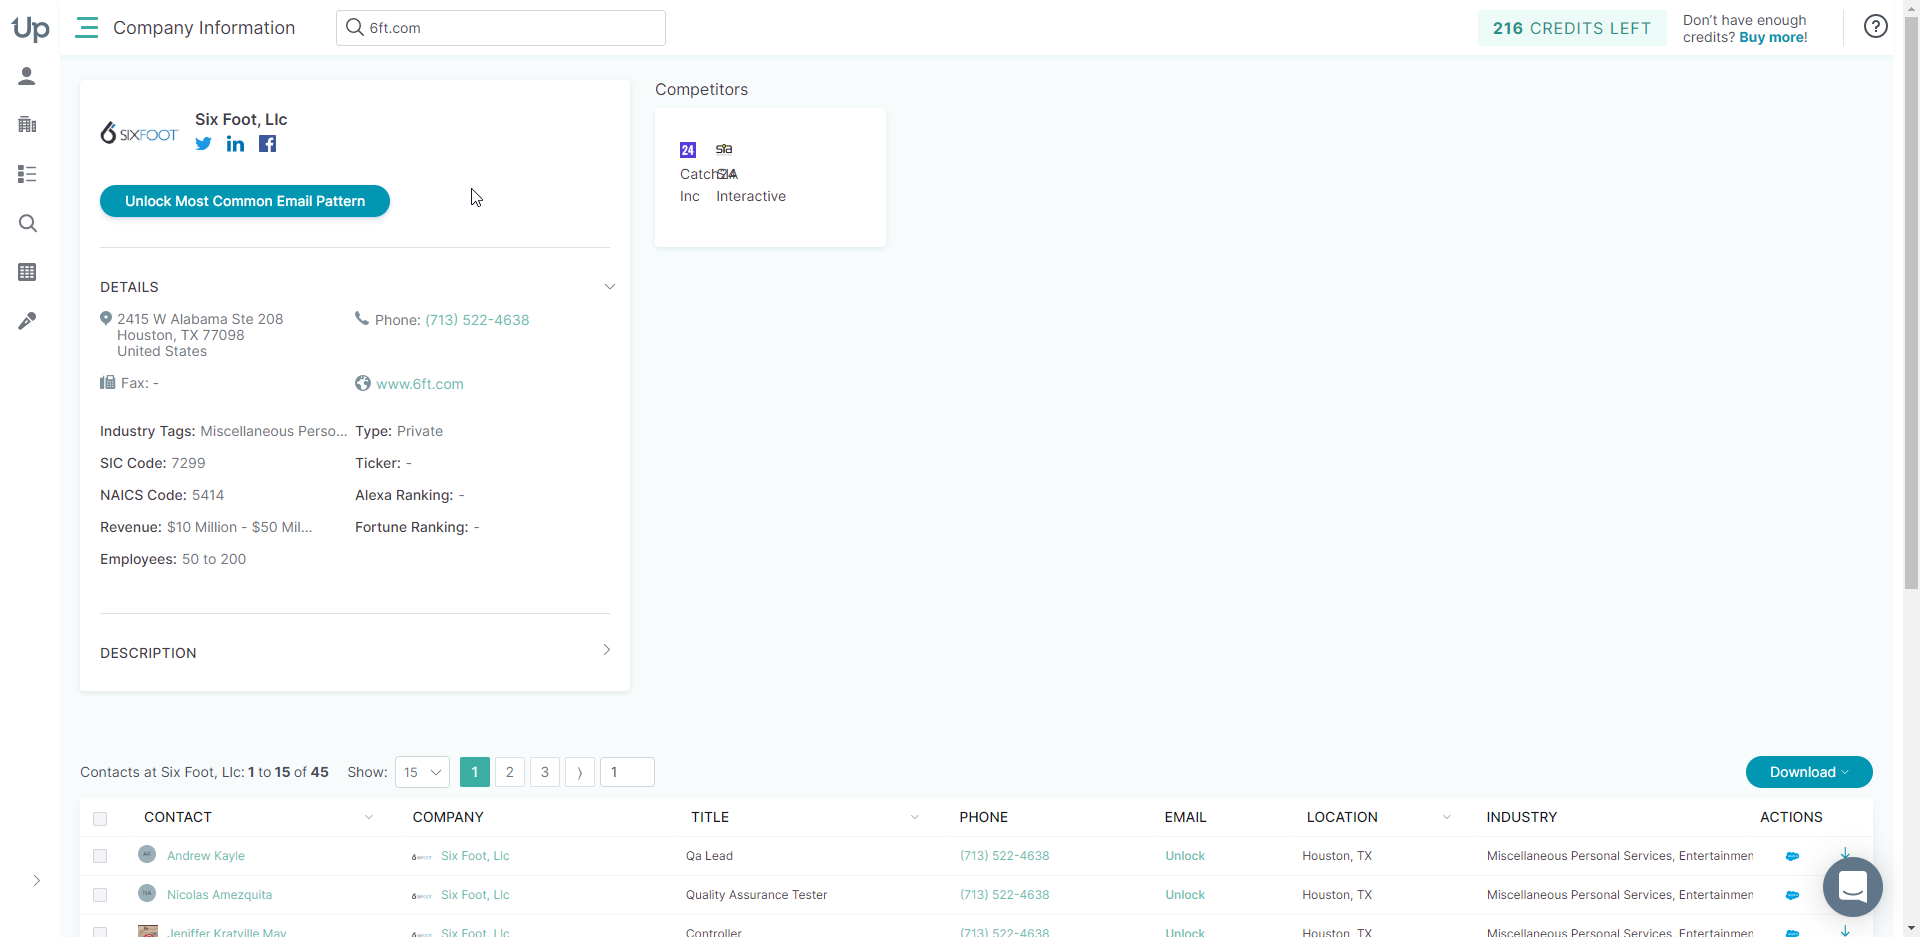 Up
Company Information
6ft.com
216 CREDITS LEFT
Don't have enough
credits? Buy more!
?
SIXFOOT
Six Foot, Llc
Unlock Most Common Email Pattern
Competitors
24
sia
Catch24
Inc
SIA
Interactive
DETAILS
2415 W Alabama Ste 208
Houston, TX 77098
United States
Phone: (713) 522-4638
Fax: -
www.6ft.com
Industry Tags: Miscellaneous Perso...
Type: Private
SIC Code: 7299
Ticker: -
NAICS Code: 5414
Alexa Ranking: -
Revenue: $10 Million - $50 Mil...
Fortune Ranking: -
Employees: 50 to 200
DESCRIPTION
Contacts at Six Foot, Llc: 1 to 15 of 45 Show: 15 1 2 3 ⟩ 1
Download
CONTACT COMPANY TITLE PHONE EMAIL LOCATION INDUSTRY ACTIONS
AK Andrew Kayle Six Foot, Llc Qa Lead (713) 522-4638 Unlock Houston, TX Miscellaneous Personal Services, Entertainmen
NA Nicolas Amezquita Six Foot, Llc Quality Assurance Tester (713) 522-4638 Unlock Houston, TX Miscellaneous Personal Services, Entertainmen
Jeniffer Kratville May Six Foot, Llc Controller (713) 522-4638 Unlock Houston, TX Miscellaneous Personal Services, Entertainmen